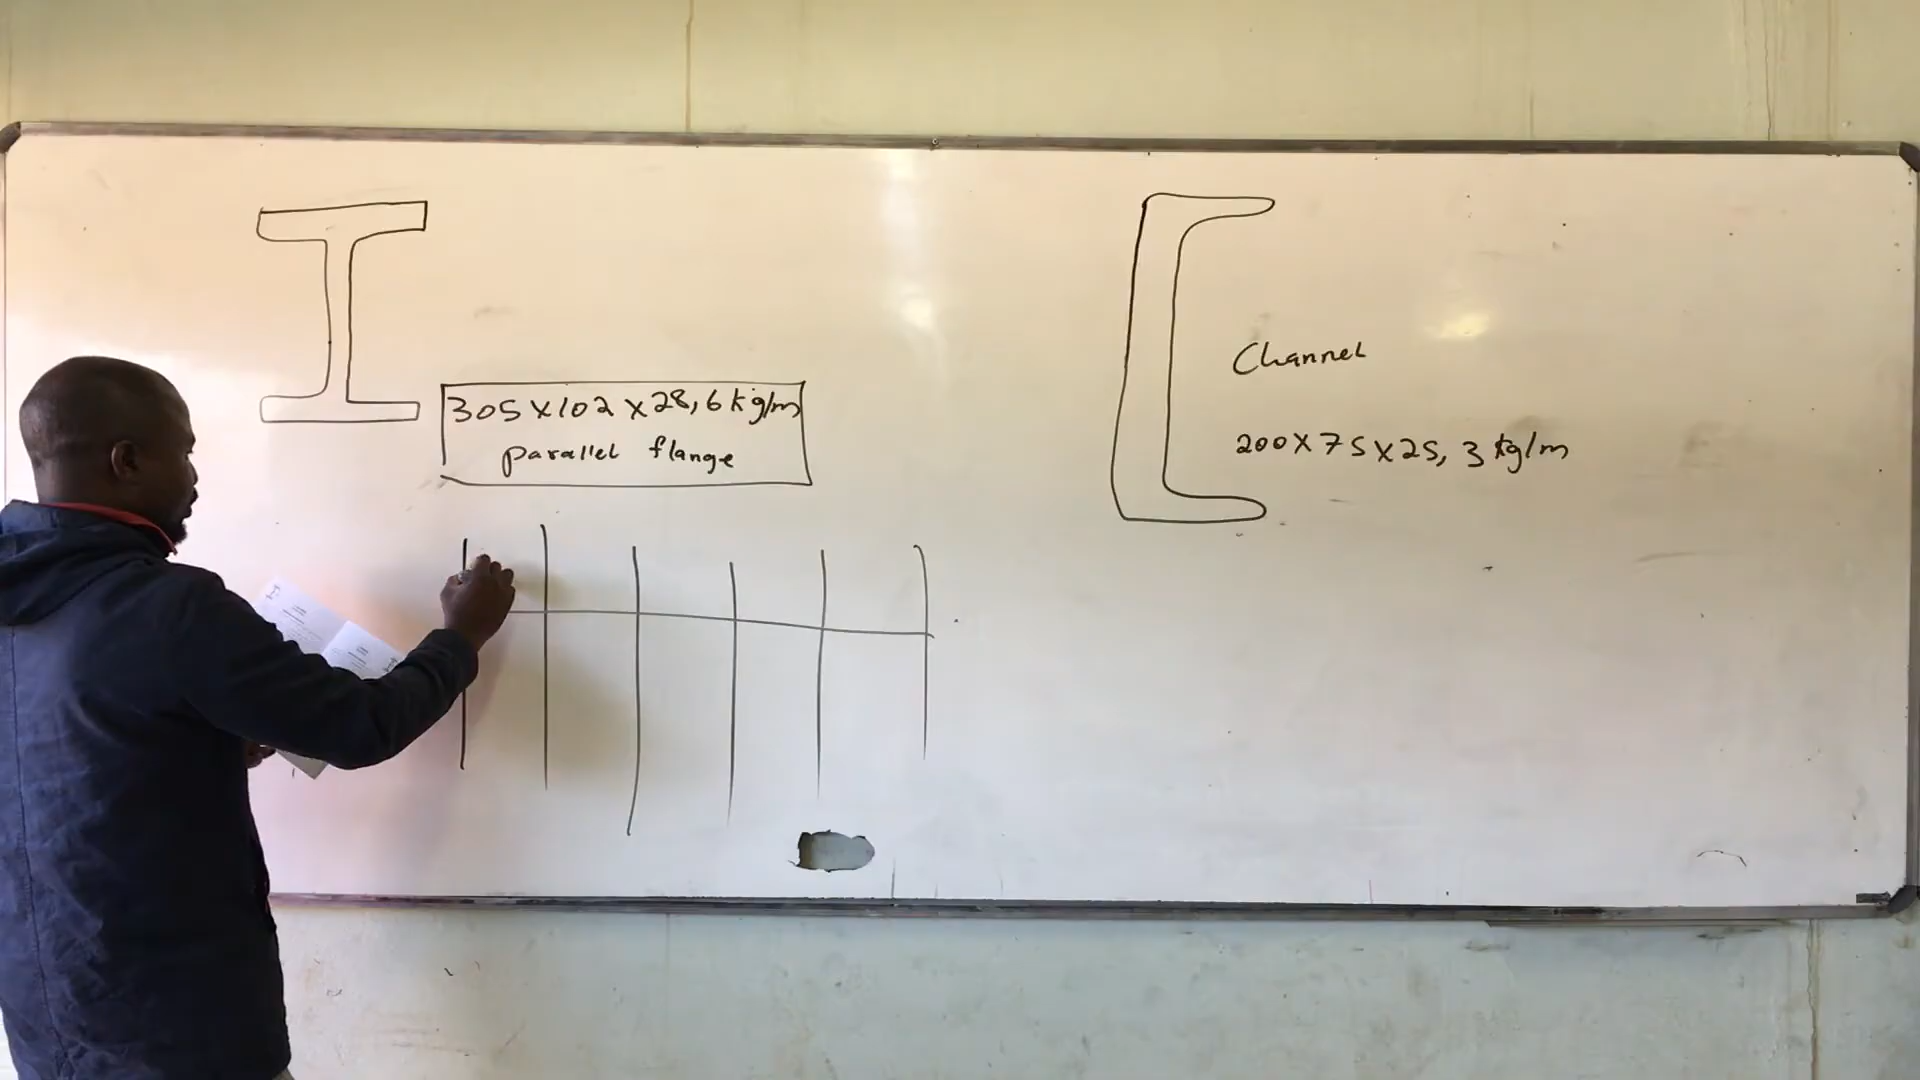 305 x 102 x 28,6 kg/m
parallel flange
Channel
200 x 75 x 25, 3 kg/m